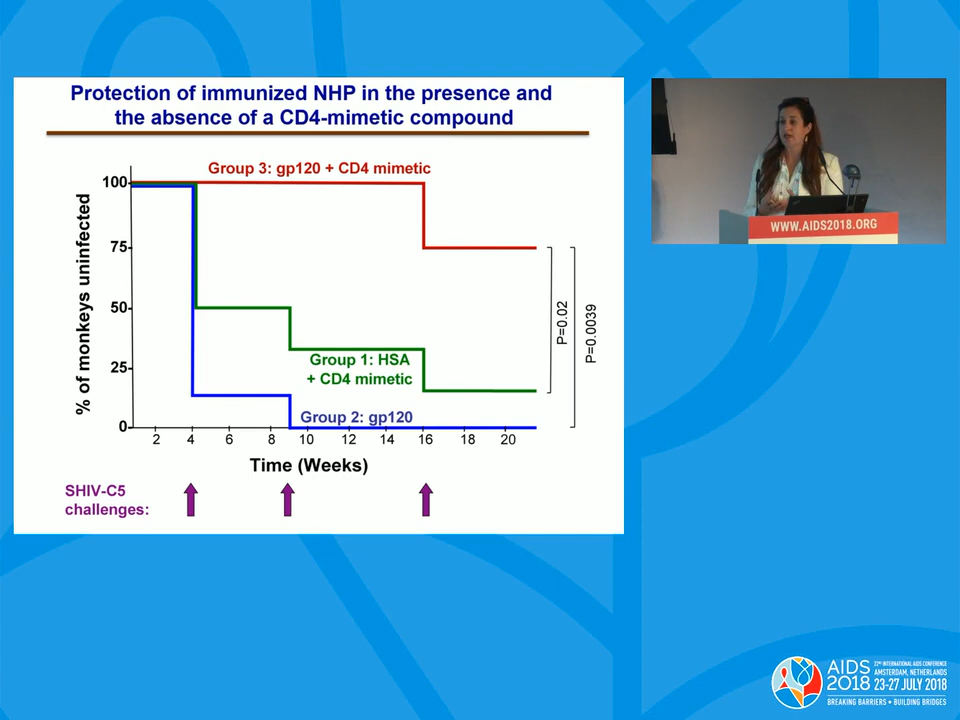 Protection of immunized NHP in the presence and
the absence of a CD4-mimetic compound
Group 3: gp120 + CD4 mimetic
100
75
50
25
0
% of monkeys uninfected
Group 1: HSA
+ CD4 mimetic
Group 2: gp120
P=0.02
P=0.0039
2 4 6 8 10 12 14 16 18 20
Time (Weeks)
SHIV-C5
challenges:
WWW.AIDS2018.ORG
AIDS
2018
22ND INTERNATIONAL AIDS CONFERENCE
AMSTERDAM, NETHERLANDS
23-27 JULY 2018
BREAKING BARRIERS • BUILDING BRIDGES